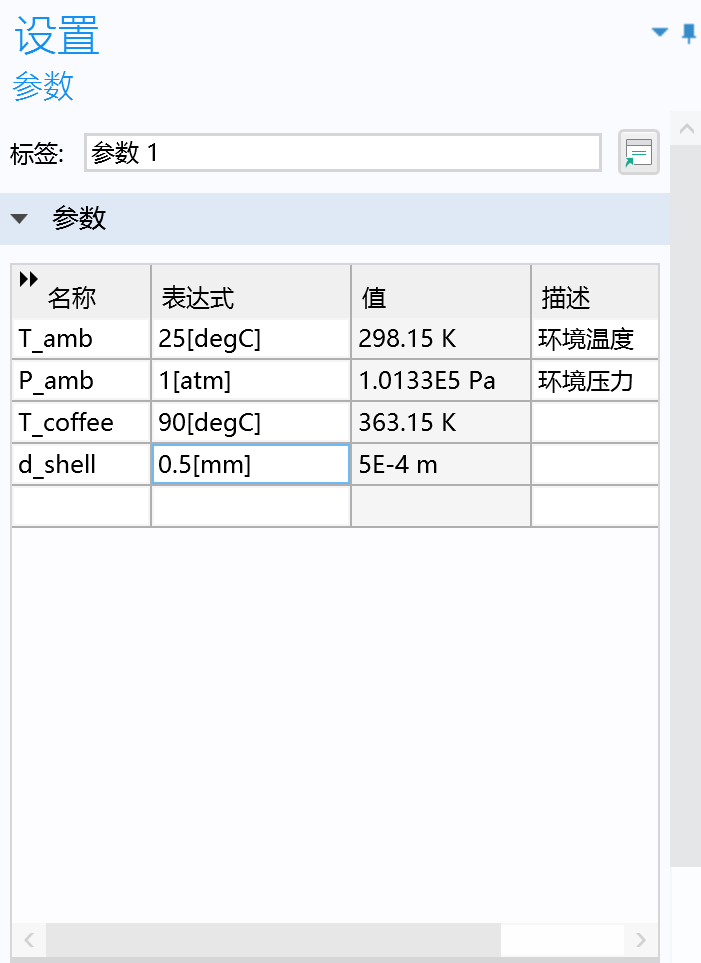 设置
参数
标签: 参数 1
参数
名称 表达式 值 描述
T_amb 25[degC] 298.15 K 环境温度
P_amb 1[atm] 1.0133E5 Pa 环境压力
T_coffee 90[degC] 363.15 K
d_shell 0.5[mm] 5E-4 m